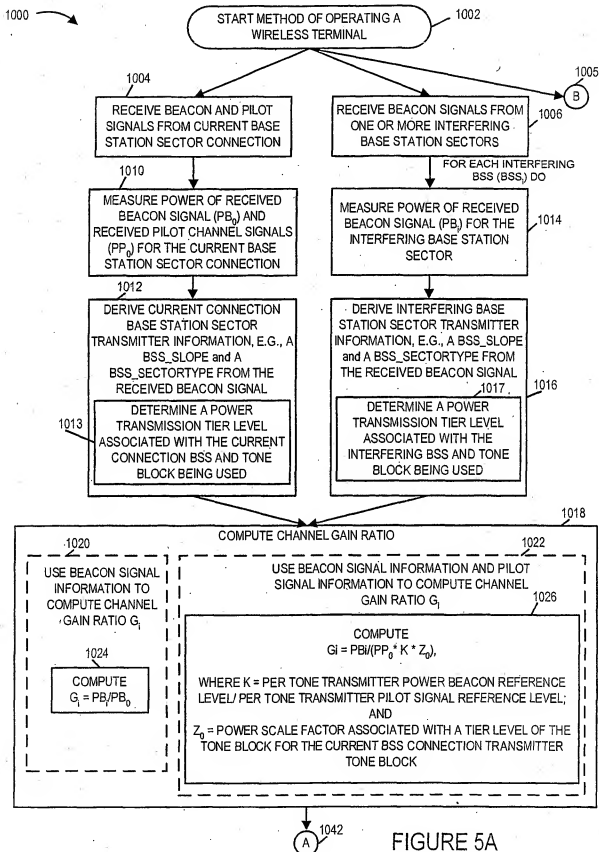 1000
START METHOD OF OPERATING A
WIRELESS TERMINAL
1002
1004
RECEIVE BEACON AND PILOT
SIGNALS FROM CURRENT BASE
STATION SECTOR CONNECTION
RECEIVE BEACON SIGNALS FROM
ONE OR MORE INTERFERING
BASE STATION SECTORS
1006
1005
B
FOR EACH INTERFERING
BSS (BSSi) DO
1010
MEASURE POWER OF RECEIVED
BEACON SIGNAL (PB0) AND
RECEIVED PILOT CHANNEL SIGNALS
(PP0) FOR THE CURRENT BASE
STATION SECTOR CONNECTION
MEASURE POWER OF RECEIVED
BEACON SIGNAL (PBi) FOR THE
INTERFERING BASE STATION
SECTOR
1014
1012
DERIVE CURRENT CONNECTION
BASE STATION SECTOR
TRANSMITTER INFORMATION, E.G., A
BSS_SLOPE and A
BSS_SECTORTYPE FROM THE
RECEIVED BEACON SIGNAL
1013
DETERMINE A POWER
TRANSMISSION TIER LEVEL
ASSOCIATED WITH THE CURRENT
CONNECTION BSS AND TONE
BLOCK BEING USED
DERIVE INTERFERING BASE
STATION SECTOR TRANSMITTER
INFORMATION, E.G., A BSS_SLOPE
and A BSS_SECTORTYPE FROM
THE RECEIVED BEACON SIGNAL
1017
1016
DETERMINE A POWER
TRANSMISSION TIER LEVEL
ASSOCIATED WITH THE
INTERFERING BSS AND TONE
BLOCK BEING USED
1018
COMPUTE CHANNEL GAIN RATIO
1020
USE BEACON SIGNAL
INFORMATION TO
COMPUTE CHANNEL
GAIN RATIO Gi
1024
COMPUTE
Gi = PBi/PB0
1022
USE BEACON SIGNAL INFORMATION AND PILOT
SIGNAL INFORMATION TO COMPUTE CHANNEL
GAIN RATIO Gi
1026
COMPUTE
Gi = PBi/(PP0* K * Z0),
WHERE K = PER TONE TRANSMITTER POWER BEACON REFERENCE
LEVEL/ PER TONE TRANSMITTER PILOT SIGNAL REFERENCE LEVEL;
AND
Z0 = POWER SCALE FACTOR ASSOCIATED WITH A TIER LEVEL OF THE
TONE BLOCK FOR THE CURRENT BSS CONNECTION TRANSMITTER
TONE BLOCK
A
1042
FIGURE 5A